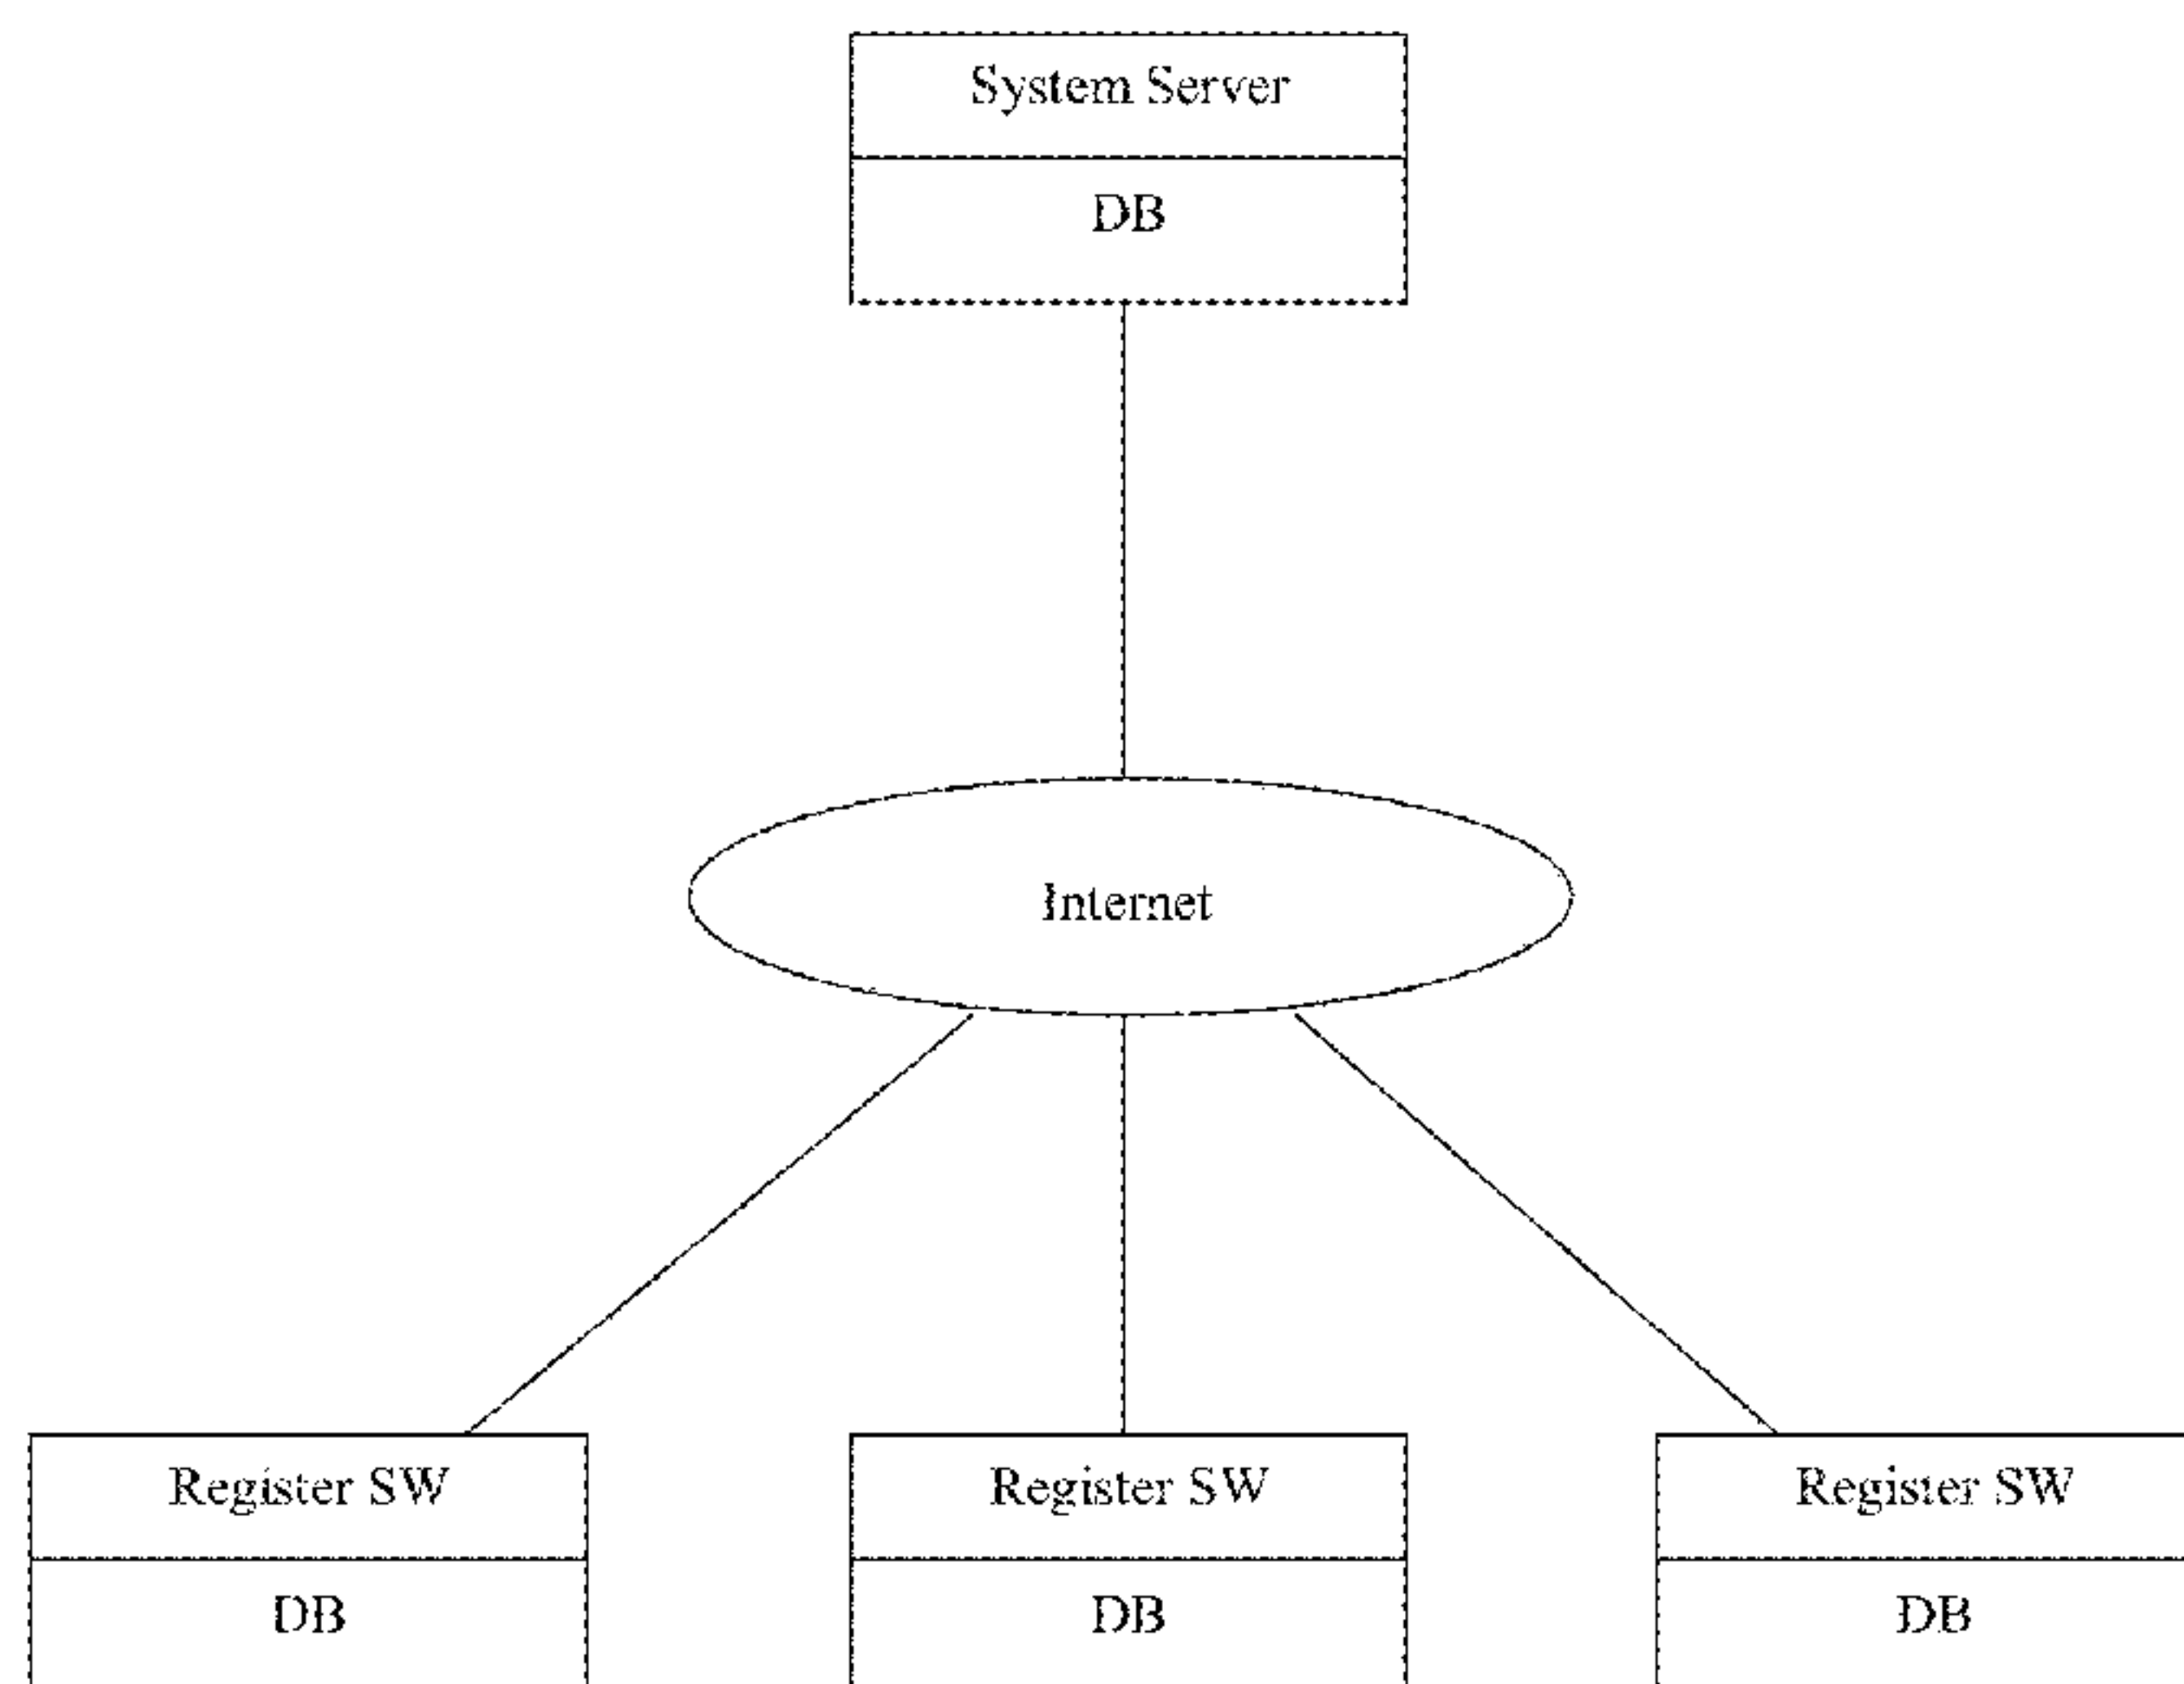 System Server
DB
Internet
Register SW
DB
Register SW
DB
Register SW
DB